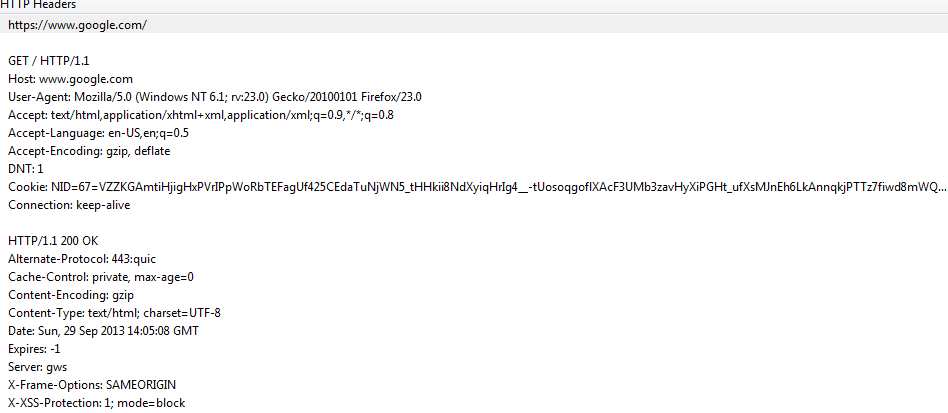 HTTP Headers
https://www.google.com/
GET / HTTP/1.1
Host: www.google.com
User-Agent: Mozilla/5.0 (Windows NT 6.1; rv:23.0) Gecko/20100101 Firefox/23.0
Accept: text/html,application/xhtml+xml,application/xml;q=0.9,*/*;q=0.8
Accept-Language: en-US,en;q=0.5
Accept-Encoding: gzip, deflate
DNT: 1
Cookie: NID=67=VZZKGAmtiHjigHxPVrIPpWoRbTEFagUf425CEdaTuNjWN5_tHHkii8NdXyiqHrIg4__-tUosoqgoflXAcF3UMb3zavHyXiPGHt_ufXsMJnEh6LkAnnqkjPTTz7fiwd8mWQ...
Connection: keep-alive
HTTP/1.1 200 OK
Alternate-Protocol: 443:quic
Cache-Control: private, max-age=0
Content-Encoding: gzip
Content-Type: text/html; charset=UTF-8
Date: Sun, 29 Sep 2013 14:05:08 GMT
Expires: -1
Server: gws
X-Frame-Options: SAMEORIGIN
X-XSS-Protection: 1; mode=block